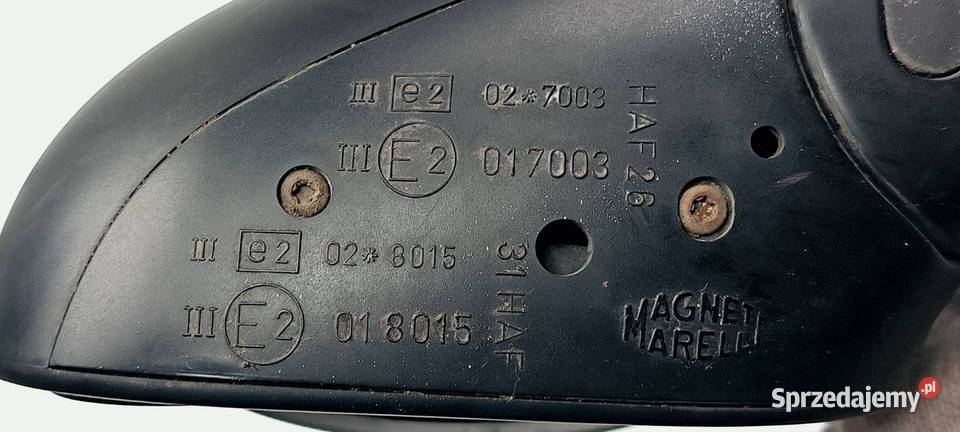 III e2 02*7003
III E2 017003
HAF26
III e2 02*8015
III E2 018015
31HAF
MAGNETI
MARELLI
Sprzedajemy.pl